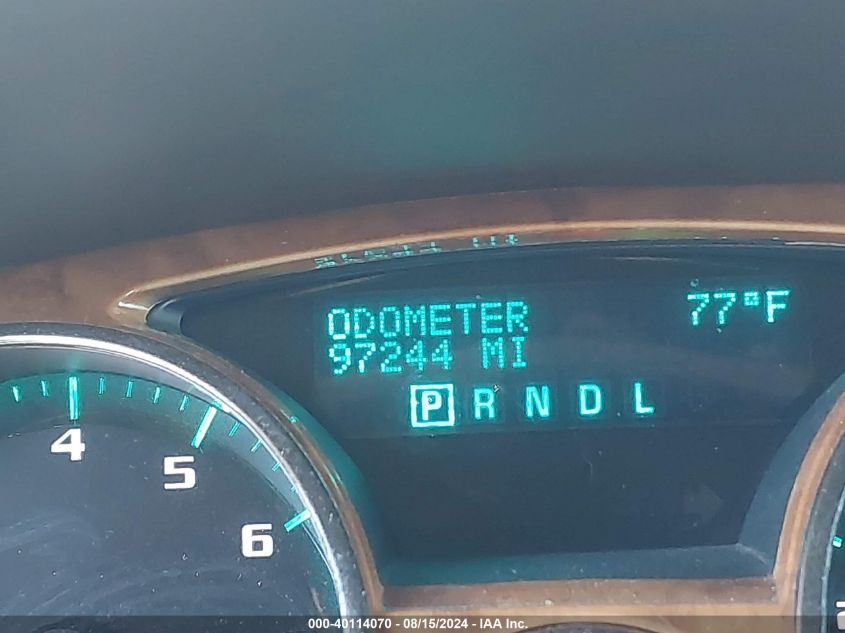 ODOMETER 77°F
97244 MI
P R N D L
4
5
6
000-40114070 - 08/15/2024 - IAA Inc.